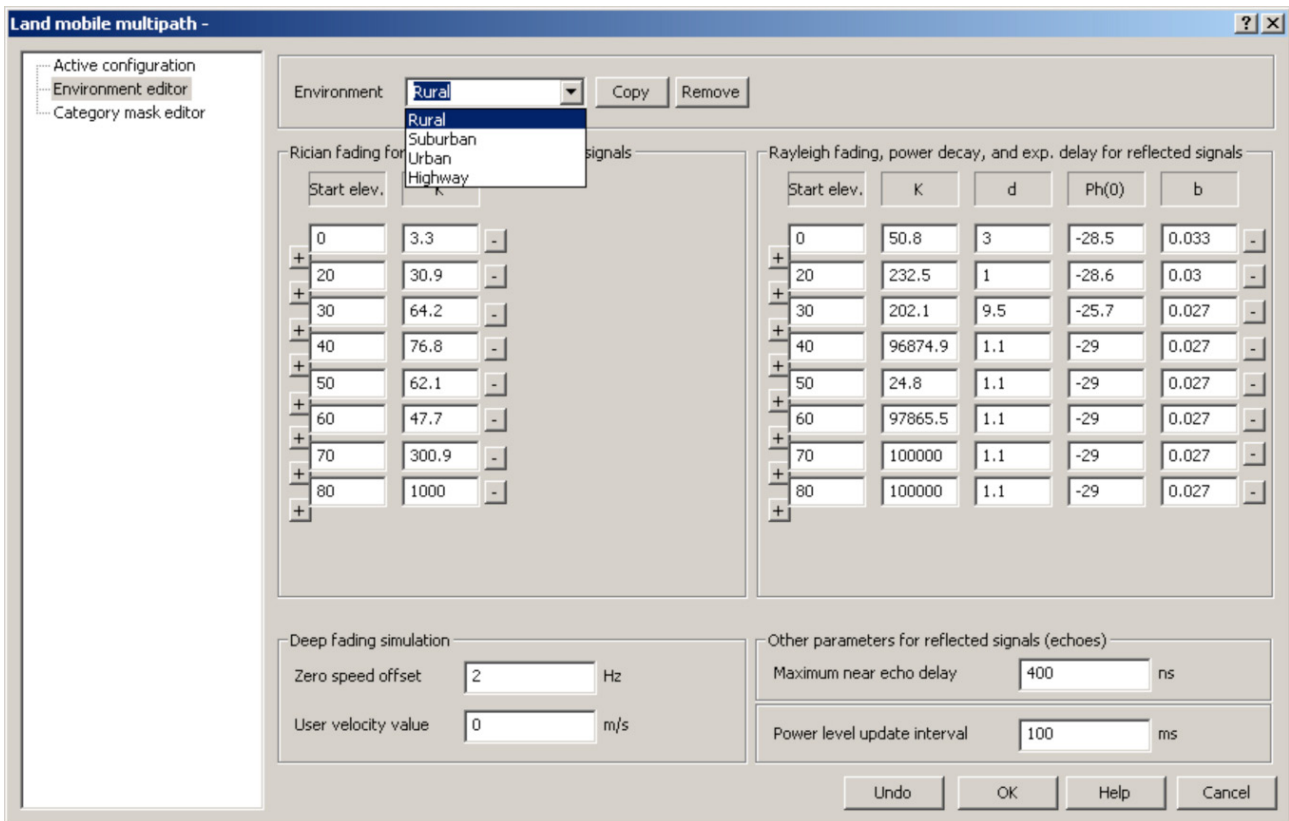 Land mobile multipath -
? ×
Active configuration
Environment editor
Category mask editor
Environment Rural Copy Remove
Rural
Suburban
Urban
Highway
Rician fading for signals
Start elev. K
0 3.3 -
+
20 30.9 -
+
30 64.2 -
+
40 76.8 -
+
50 62.1 -
+
60 47.7 -
+
70 300.9 -
+
80 1000 -
+
Rayleigh fading, power decay, and exp. delay for reflected signals
Start elev. K d Ph(0) b
0 50.8 3 -28.5 0.033 -
+
20 232.5 1 -28.6 0.03 -
+
30 202.1 9.5 -25.7 0.027 -
+
40 96874.9 1.1 -29 0.027 -
+
50 24.8 1.1 -29 0.027 -
+
60 97865.5 1.1 -29 0.027 -
+
70 100000 1.1 -29 0.027 -
+
80 100000 1.1 -29 0.027 -
+
Deep fading simulation
Zero speed offset 2 Hz
User velocity value 0 m/s
Other parameters for reflected signals (echoes)
Maximum near echo delay 400 ns
Power level update interval 100 ms
Undo OK Help Cancel